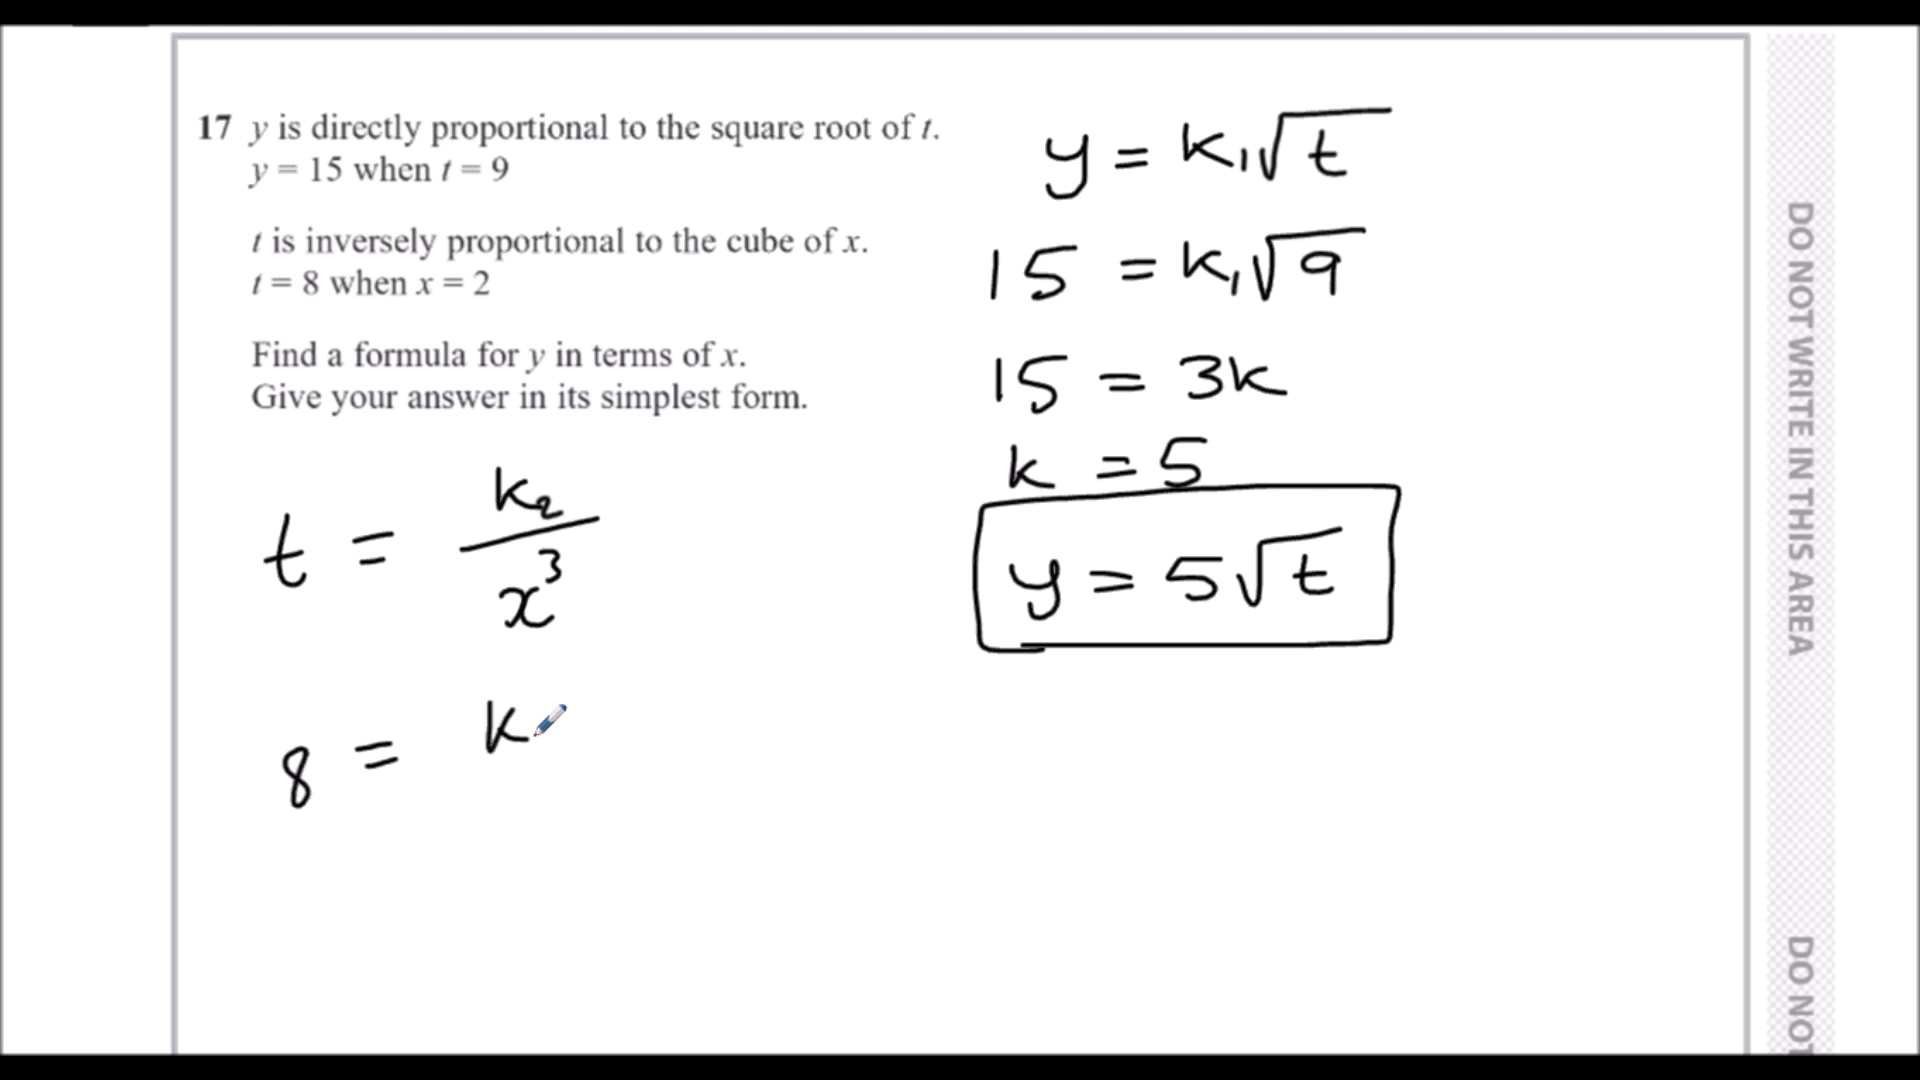 17 y is directly proportional to the square root of t.
y = 15 when t = 9
t is inversely proportional to the cube of x.
t = 8 when x = 2
Find a formula for y in terms of x.
Give your answer in its simplest form.
y = k₁√t
15 = k₁√9
15 = 3k
k = 5
y = 5√t
t = k₂/x³
8 = k
DO NOT WRITE IN THIS AREA
DO NOT